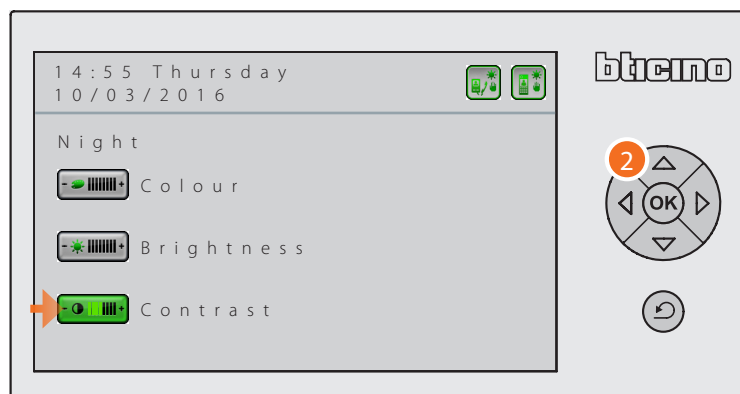 14:55 Thursday
10/03/2016
bticino
Night
- + Colour
- + Brightness
- + Contrast
2
OK